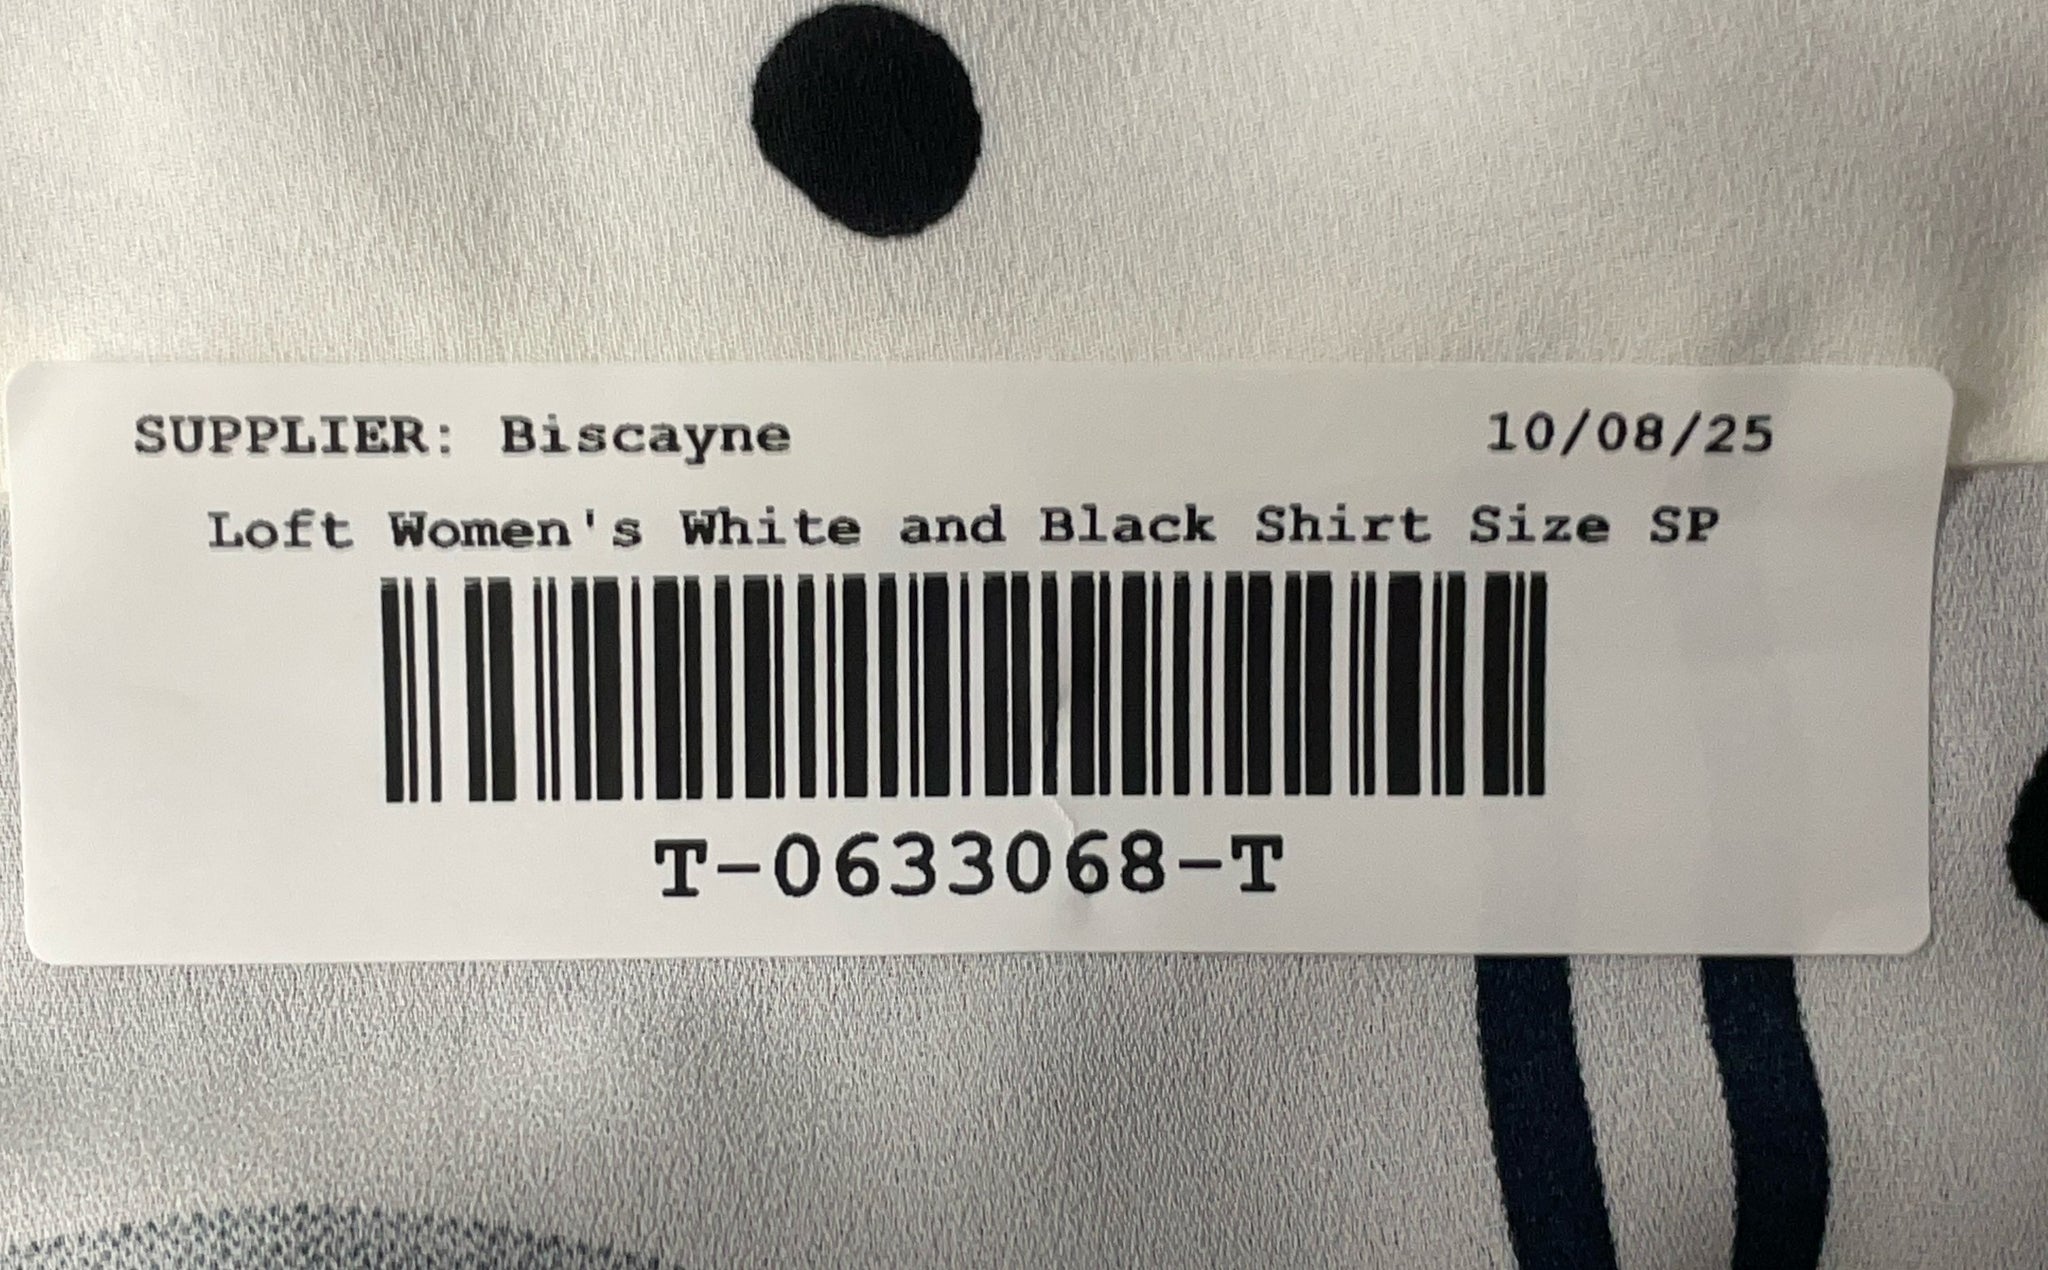 SUPPLIER: Biscayne 10/08/25
Loft Women's White and Black Shirt Size SP
T-0633068-T